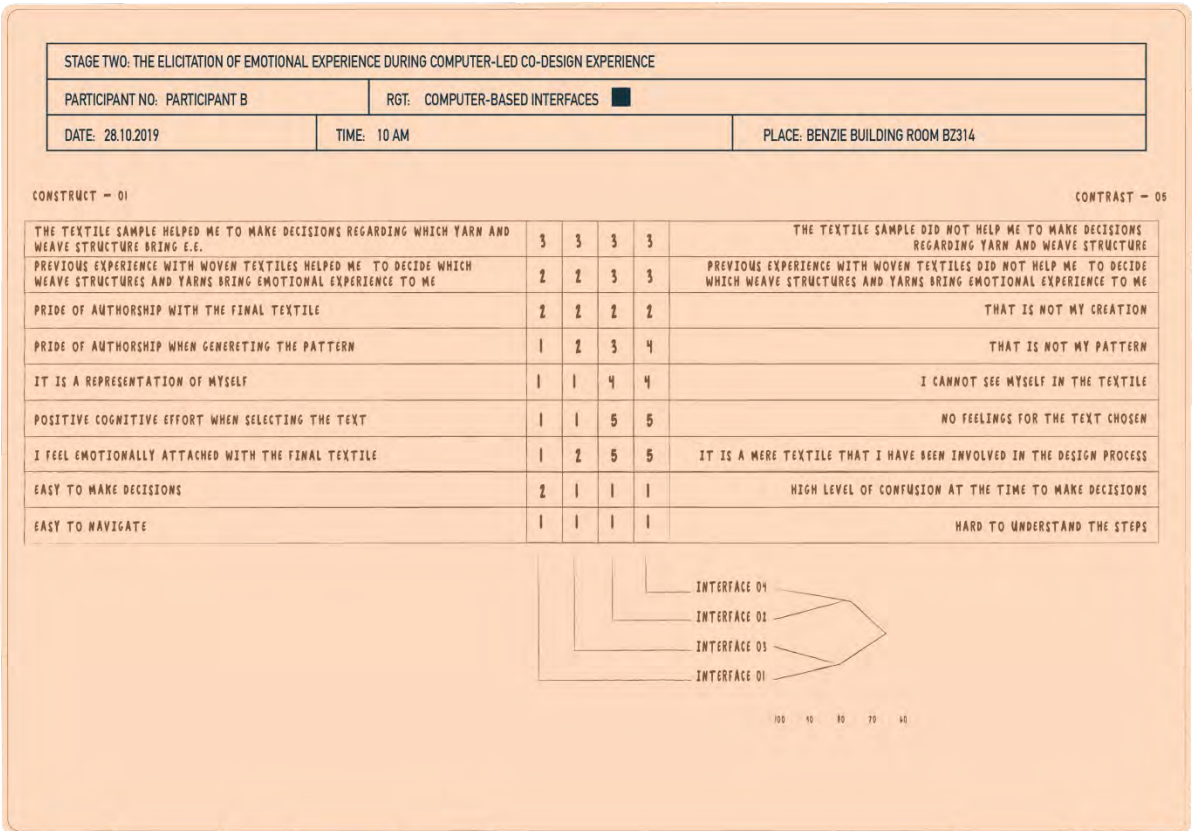 STAGE TWO: THE ELICITATION OF EMOTIONAL EXPERIENCE DURING COMPUTER-LED CO-DESIGN EXPERIENCE
PARTICIPANT NO: PARTICIPANT B
RGT: COMPUTER-BASED INTERFACES
DATE: 28.10.2019
TIME: 10 AM
PLACE: BENZIE BUILDING ROOM BZ314
CONSTRUCT - 01
CONTRAST - 05
THE TEXTILE SAMPLE HELPED ME TO MAKE DECISIONS REGARDING WHICH YARN AND
WEAVE STRUCTURE BRING E.E.
3 3 3 3
THE TEXTILE SAMPLE DID NOT HELP ME TO MAKE DECISIONS
REGARDING YARN AND WEAVE STRUCTURE
PREVIOUS EXPERIENCE WITH WOVEN TEXTILES HELPED ME TO DECIDE WHICH
WEAVE STRUCTURES AND YARNS BRING EMOTIONAL EXPERIENCE TO ME
2 2 3 3
PREVIOUS EXPERIENCE WITH WOVEN TEXTILES DID NOT HELP ME TO DECIDE
WHICH WEAVE STRUCTURES AND YARNS BRING EMOTIONAL EXPERIENCE TO ME
PRIDE OF AUTHORSHIP WITH THE FINAL TEXTILE
2 2 2 2
THAT IS NOT MY CREATION
PRIDE OF AUTHORSHIP WHEN GENERETING THE PATTERN
1 2 3 4
THAT IS NOT MY PATTERN
IT IS A REPRESENTATION OF MYSELF
1 1 4 4
I CANNOT SEE MYSELF IN THE TEXTILE
POSITIVE COGNITIVE EFFORT WHEN SELECTING THE TEXT
1 1 5 5
NO FEELINGS FOR THE TEXT CHOSEN
I FEEL EMOTIONALLY ATTACHED WITH THE FINAL TEXTILE
1 2 5 5
IT IS A MERE TEXTILE THAT I HAVE BEEN INVOLVED IN THE DESIGN PROCESS
EASY TO MAKE DECISIONS
2 1 1 1
HIGH LEVEL OF CONFUSION AT THE TIME TO MAKE DECISIONS
EASY TO NAVIGATE
1 1 1 1
HARD TO UNDERSTAND THE STEPS
INTERFACE 04
INTERFACE 02
INTERFACE 03
INTERFACE 01
100 90 80 70 60